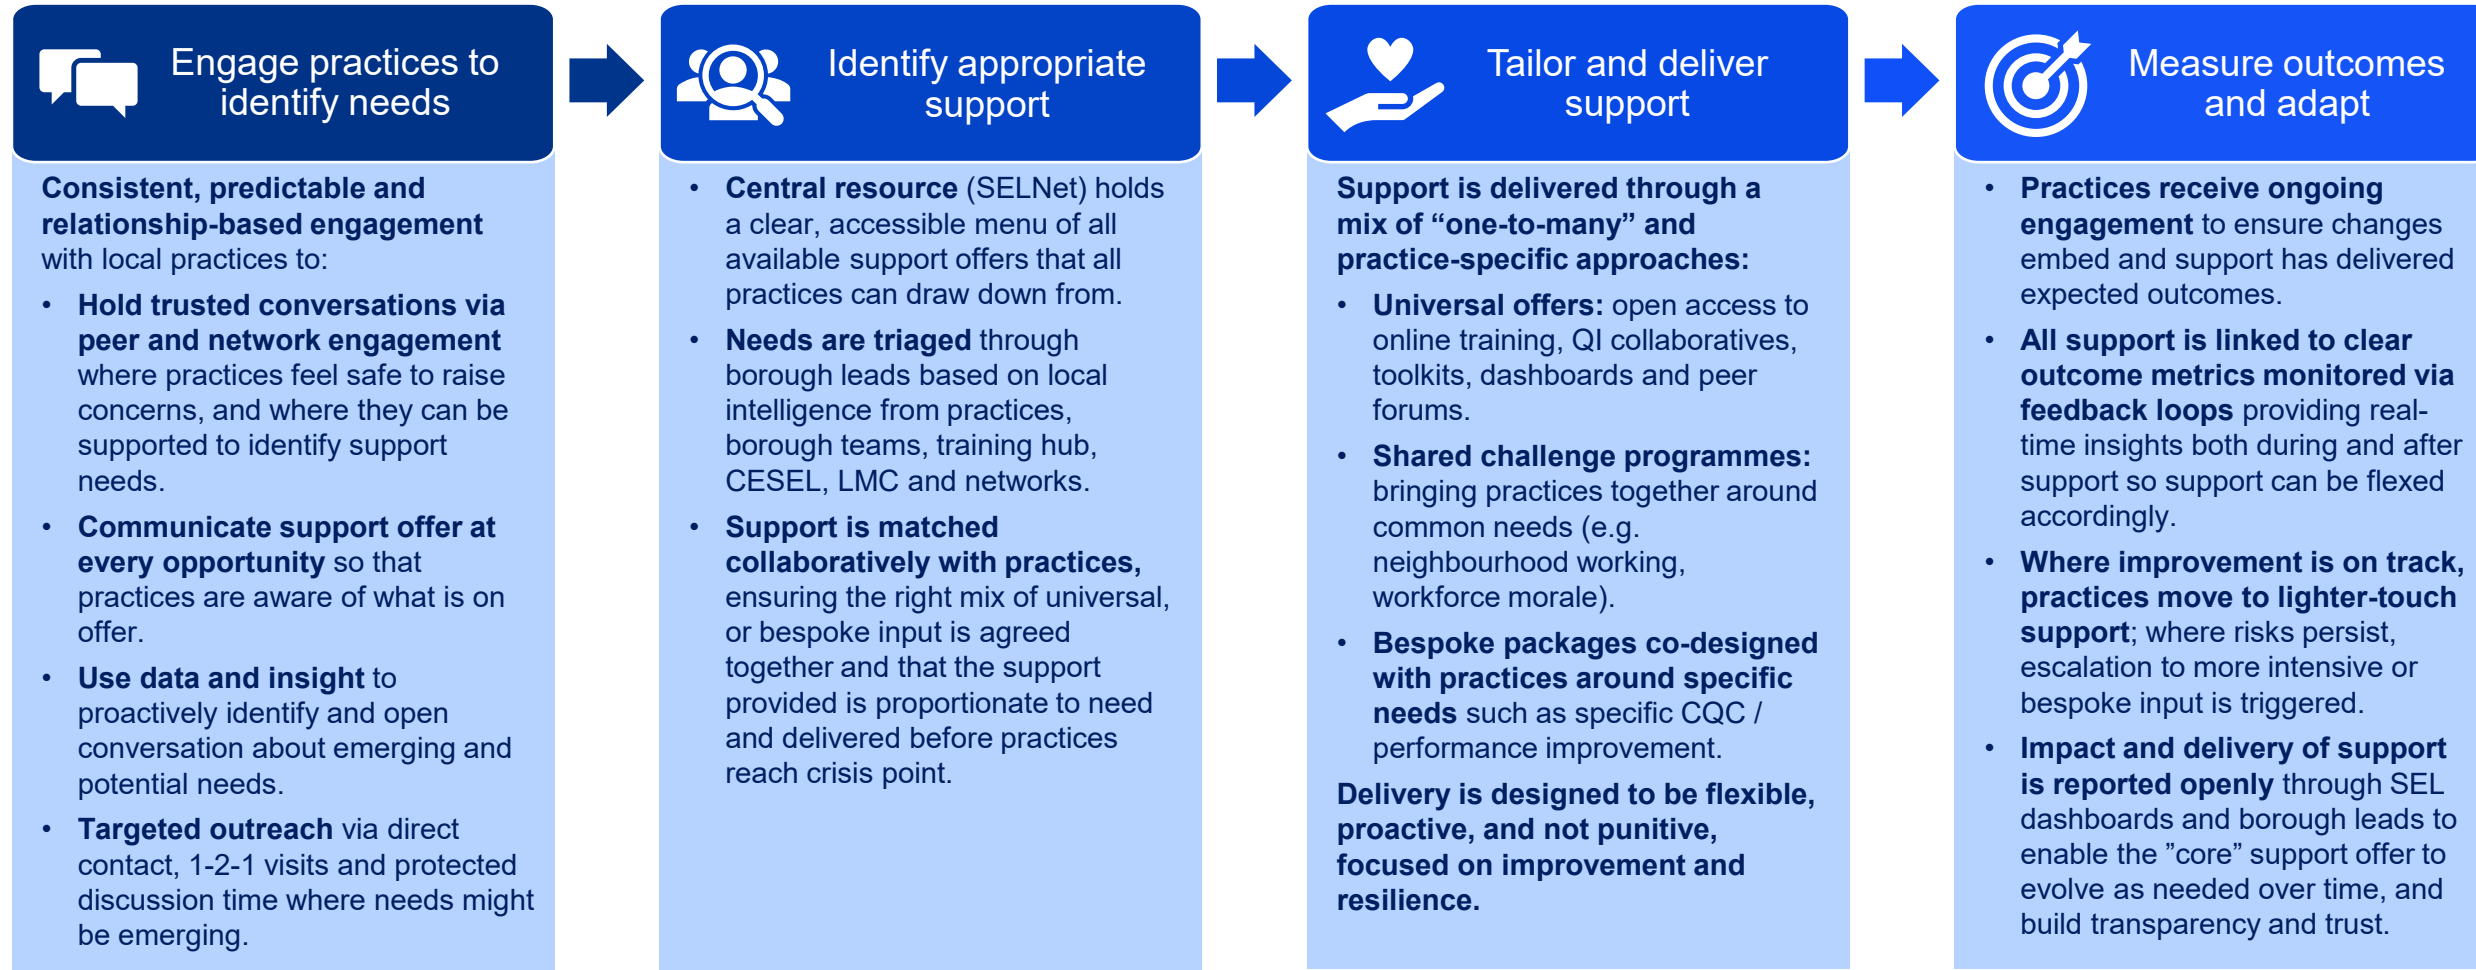 Engage practices to
identify needs
Consistent, predictable and
relationship-based engagement
with local practices to:
• Hold trusted conversations via
peer and network engagement
where practices feel safe to raise
concerns, and where they can be
supported to identify support
needs.
• Communicate support offer at
every opportunity so that
practices are aware of what is on
offer.
• Use data and insight to
proactively identify and open
conversation about emerging and
potential needs.
• Targeted outreach via direct
contact, 1-2-1 visits and protected
discussion time where needs might
be emerging.
Identify appropriate
support
• Central resource (SELNet) holds
a clear, accessible menu of all
available support offers that all
practices can draw down from.
• Needs are triaged through
borough leads based on local
intelligence from practices,
borough teams, training hub,
CESEL, LMC and networks.
• Support is matched
collaboratively with practices,
ensuring the right mix of universal,
or bespoke input is agreed
together and that the support
provided is proportionate to need
and delivered before practices
reach crisis point.
Tailor and deliver
support
Support is delivered through a
mix of “one-to-many” and
practice-specific approaches:
• Universal offers: open access to
online training, QI collaboratives,
toolkits, dashboards and peer
forums.
• Shared challenge programmes:
bringing practices together around
common needs (e.g.
neighbourhood working,
workforce morale).
• Bespoke packages co-designed
with practices around specific
needs such as specific CQC /
performance improvement.
Delivery is designed to be flexible,
proactive, and not punitive,
focused on improvement and
resilience.
Measure outcomes
and adapt
• Practices receive ongoing
engagement to ensure changes
embed and support has delivered
expected outcomes.
• All support is linked to clear
outcome metrics monitored via
feedback loops providing real-
time insights both during and after
support so support can be flexed
accordingly.
• Where improvement is on track,
practices move to lighter-touch
support; where risks persist,
escalation to more intensive or
bespoke input is triggered.
• Impact and delivery of support
is reported openly through SEL
dashboards and borough leads to
enable the ”core” support offer to
evolve as needed over time, and
build transparency and trust.